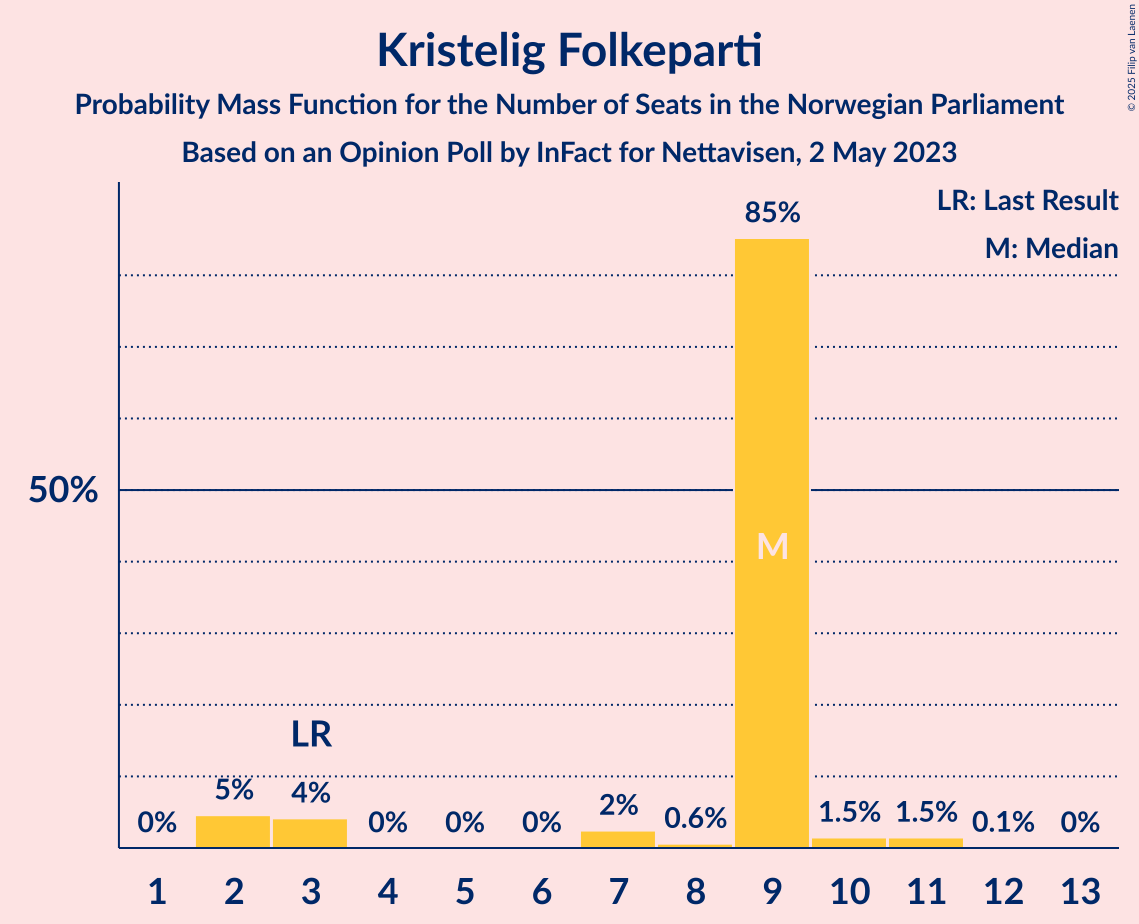 Kristelig Folkeparti
Probability Mass Function for the Number of Seats in the Norwegian Parliament
Based on an Opinion Poll by InFact for Nettavisen, 2 May 2023
© 2025 Filip van Laenen
LR: Last Result
M: Median
85%
50%
M
LR
0% 5% 4% 0% 0% 0% 2% 0.6% 1.5% 1.5% 0.1% 0%
1 2 3 4 5 6 7 8 9 10 11 12 13